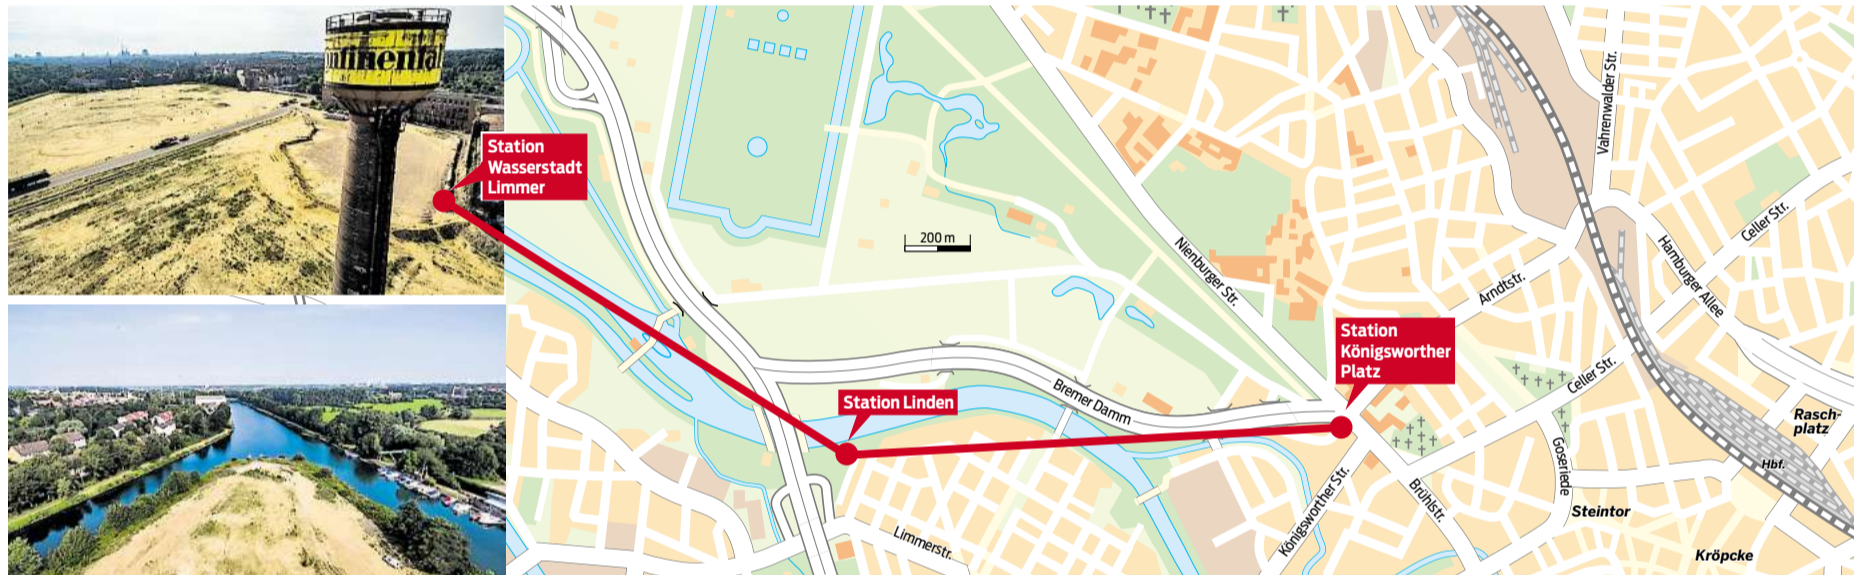 ontinental
Station
Wasserstadt
Limmer
200 m
Station Linden
Station
Königsworther
Platz
Nienburger Str.
Bremer Damm
Limmerstr.
Königsworther Str.
Brühlstr.
Arndtstr.
Celler Str.
Vahrenwalder Str.
Hamburger Allee
Celler Str.
Goseriede
Rasch-
platz
Hbf.
Steintor
Kröpcke